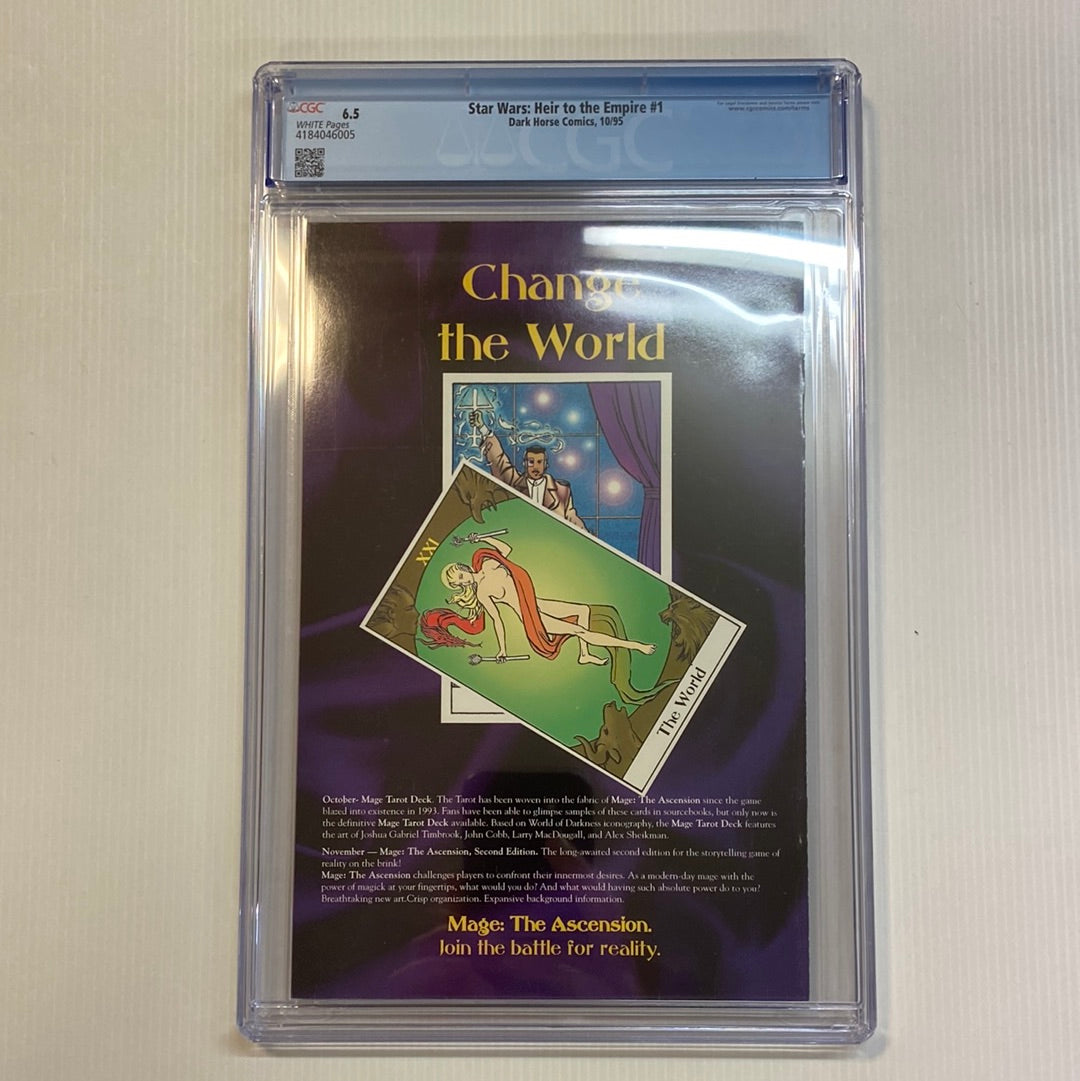 CGC 6.5
WHITE Pages
4184046005
Star Wars: Heir to the Empire #1
Dark Horse Comics, 10/95
www.cgccomics.com/terms
CGC
Change
the World
XXI
The World
October- Mage Tarot Deck. The Tarot has been woven into the fabric of Mage: The Ascension since the game
blazed into existence in 1993. Fans have been able to glimpse samples of these cards in sourcebooks, but only now is
the definitive Mage Tarot Deck available. Based on World of Darkness iconography, the Mage Tarot Deck features
the art of Joshua Gabriel Timbrook, John Cobb, Larry MacDougall, and Alex Sheikman.
November — Mage: The Ascension, Second Edition. The long-awaited second edition for the storytelling game of
reality on the brink!
Mage: The Ascension challenges players to confront their innermost desires. As a modern-day mage with the
power of magick at your fingertips, what would you do? And what would having such absolute power do to you?
Breathtaking new art.Crisp organization. Expansive background information.
Mage: The Ascension.
Join the battle for reality.